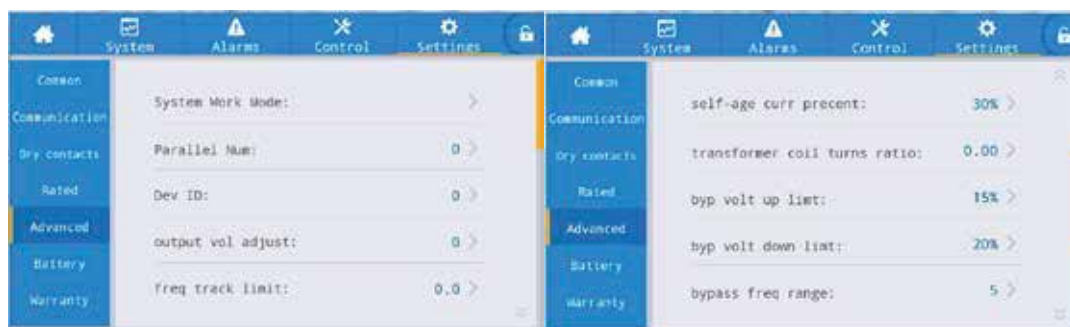 System Alarms Control Settings
Common
Communication
Dry contacts
Rated
Advanced
Battery
Warranty
System Work Mode:
Parallel Num: 0
Dev ID: 0
output vol adjust: 0
freq track limit: 0.0
System Alarms Control Settings
Common
Communication
Dry contacts
Rated
Advanced
Battery
Warranty
self-age curr precent: 30%
transformer coil turns ratio: 0.00
byp volt up limt: 15%
byp volt down limt: 20%
bypass freq range: 5